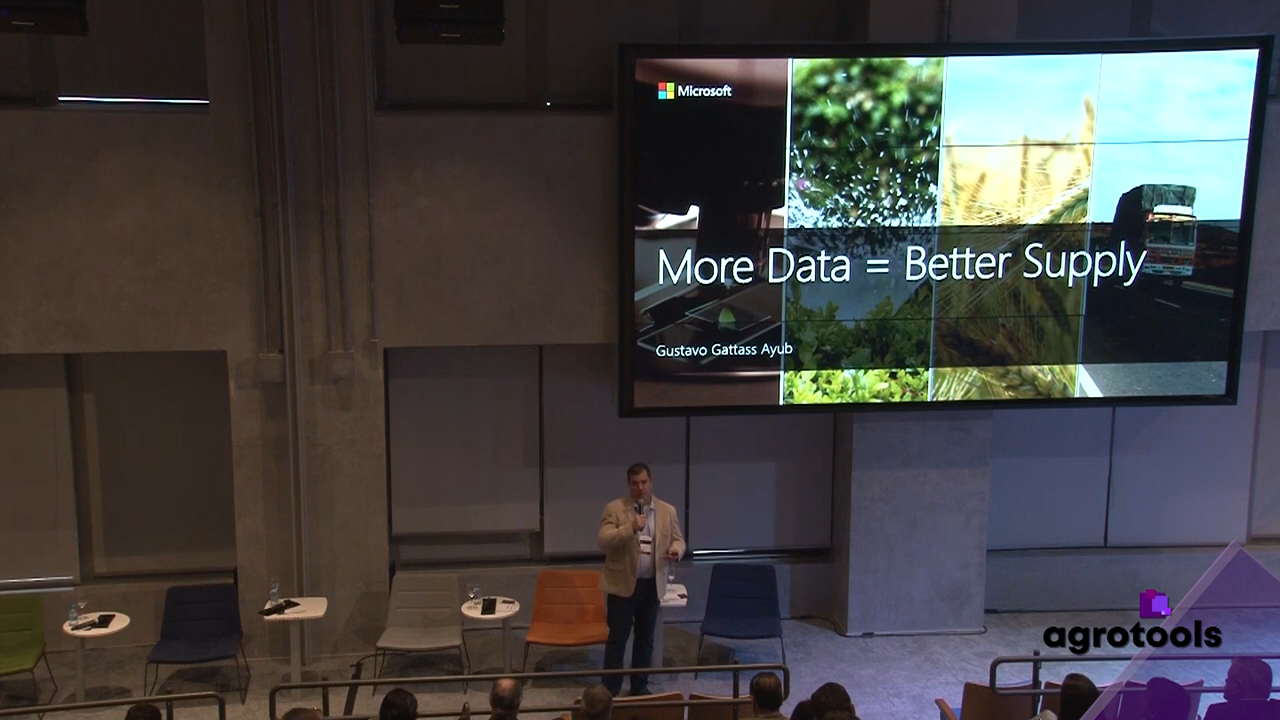 Microsoft
More Data = Better Supply
Gustavo Gattass Ayub
agrotools